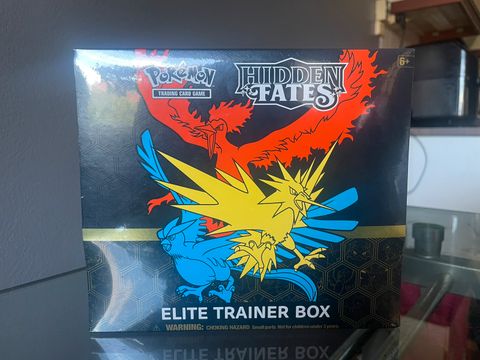 Pokémon
TRADING CARD GAME
HIDDEN
FATES
6+
ELITE TRAINER BOX
WARNING: CHOKING HAZARD Small parts. Not for children under 3 years.